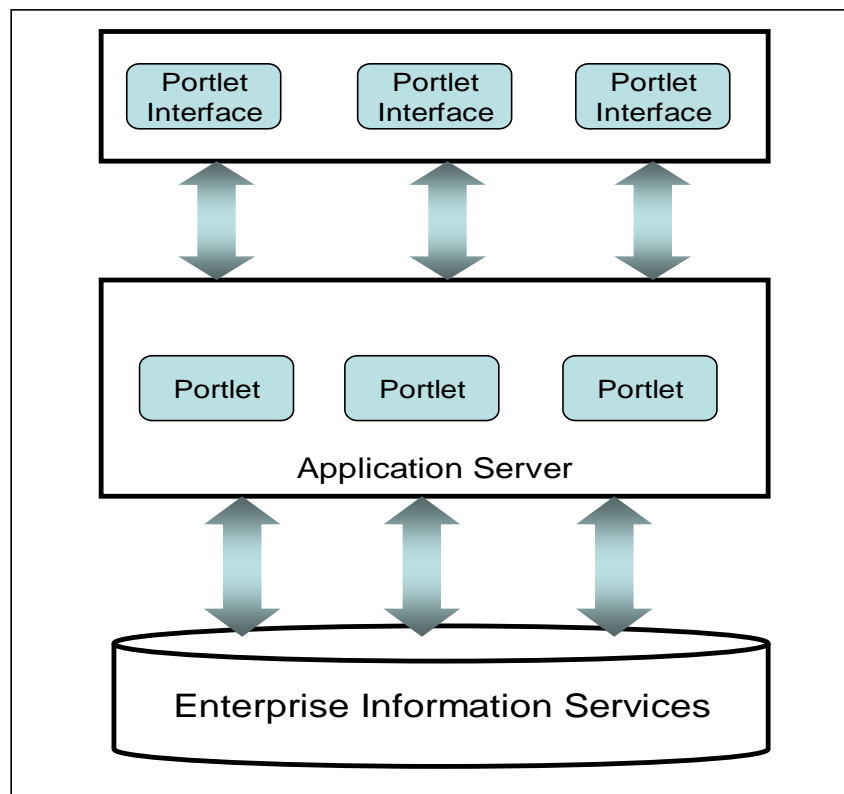 Portlet
Interface
Portlet
Interface
Portlet
Interface
Portlet
Portlet
Portlet
Application Server
Enterprise Information Services